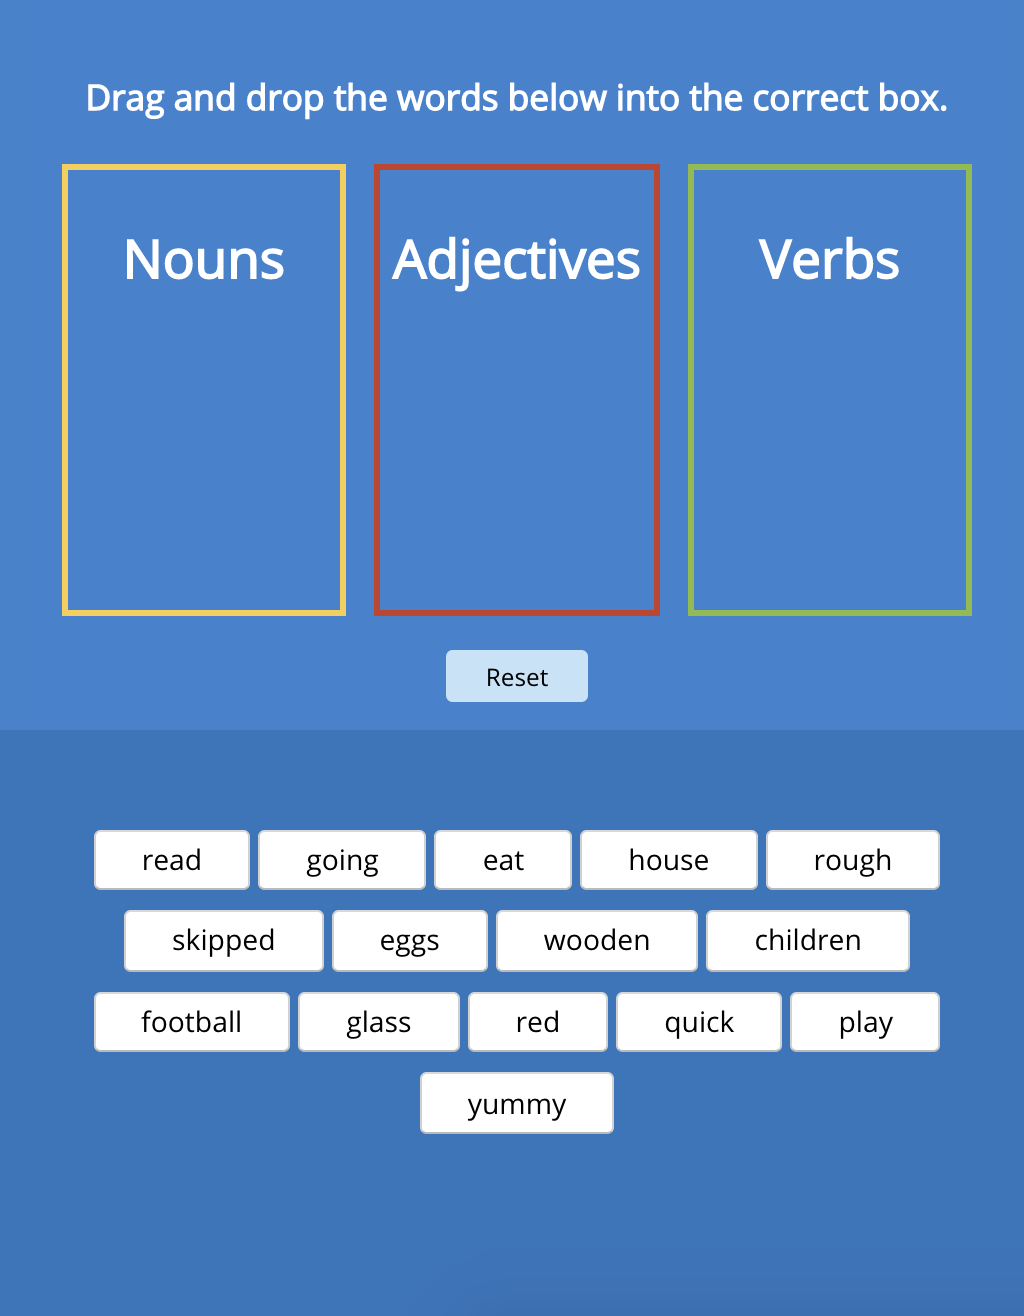 Drag and drop the words below into the correct box.
Nouns Adjectives Verbs
Reset
read going eat house rough
skipped eggs wooden children
football glass red quick play
yummy